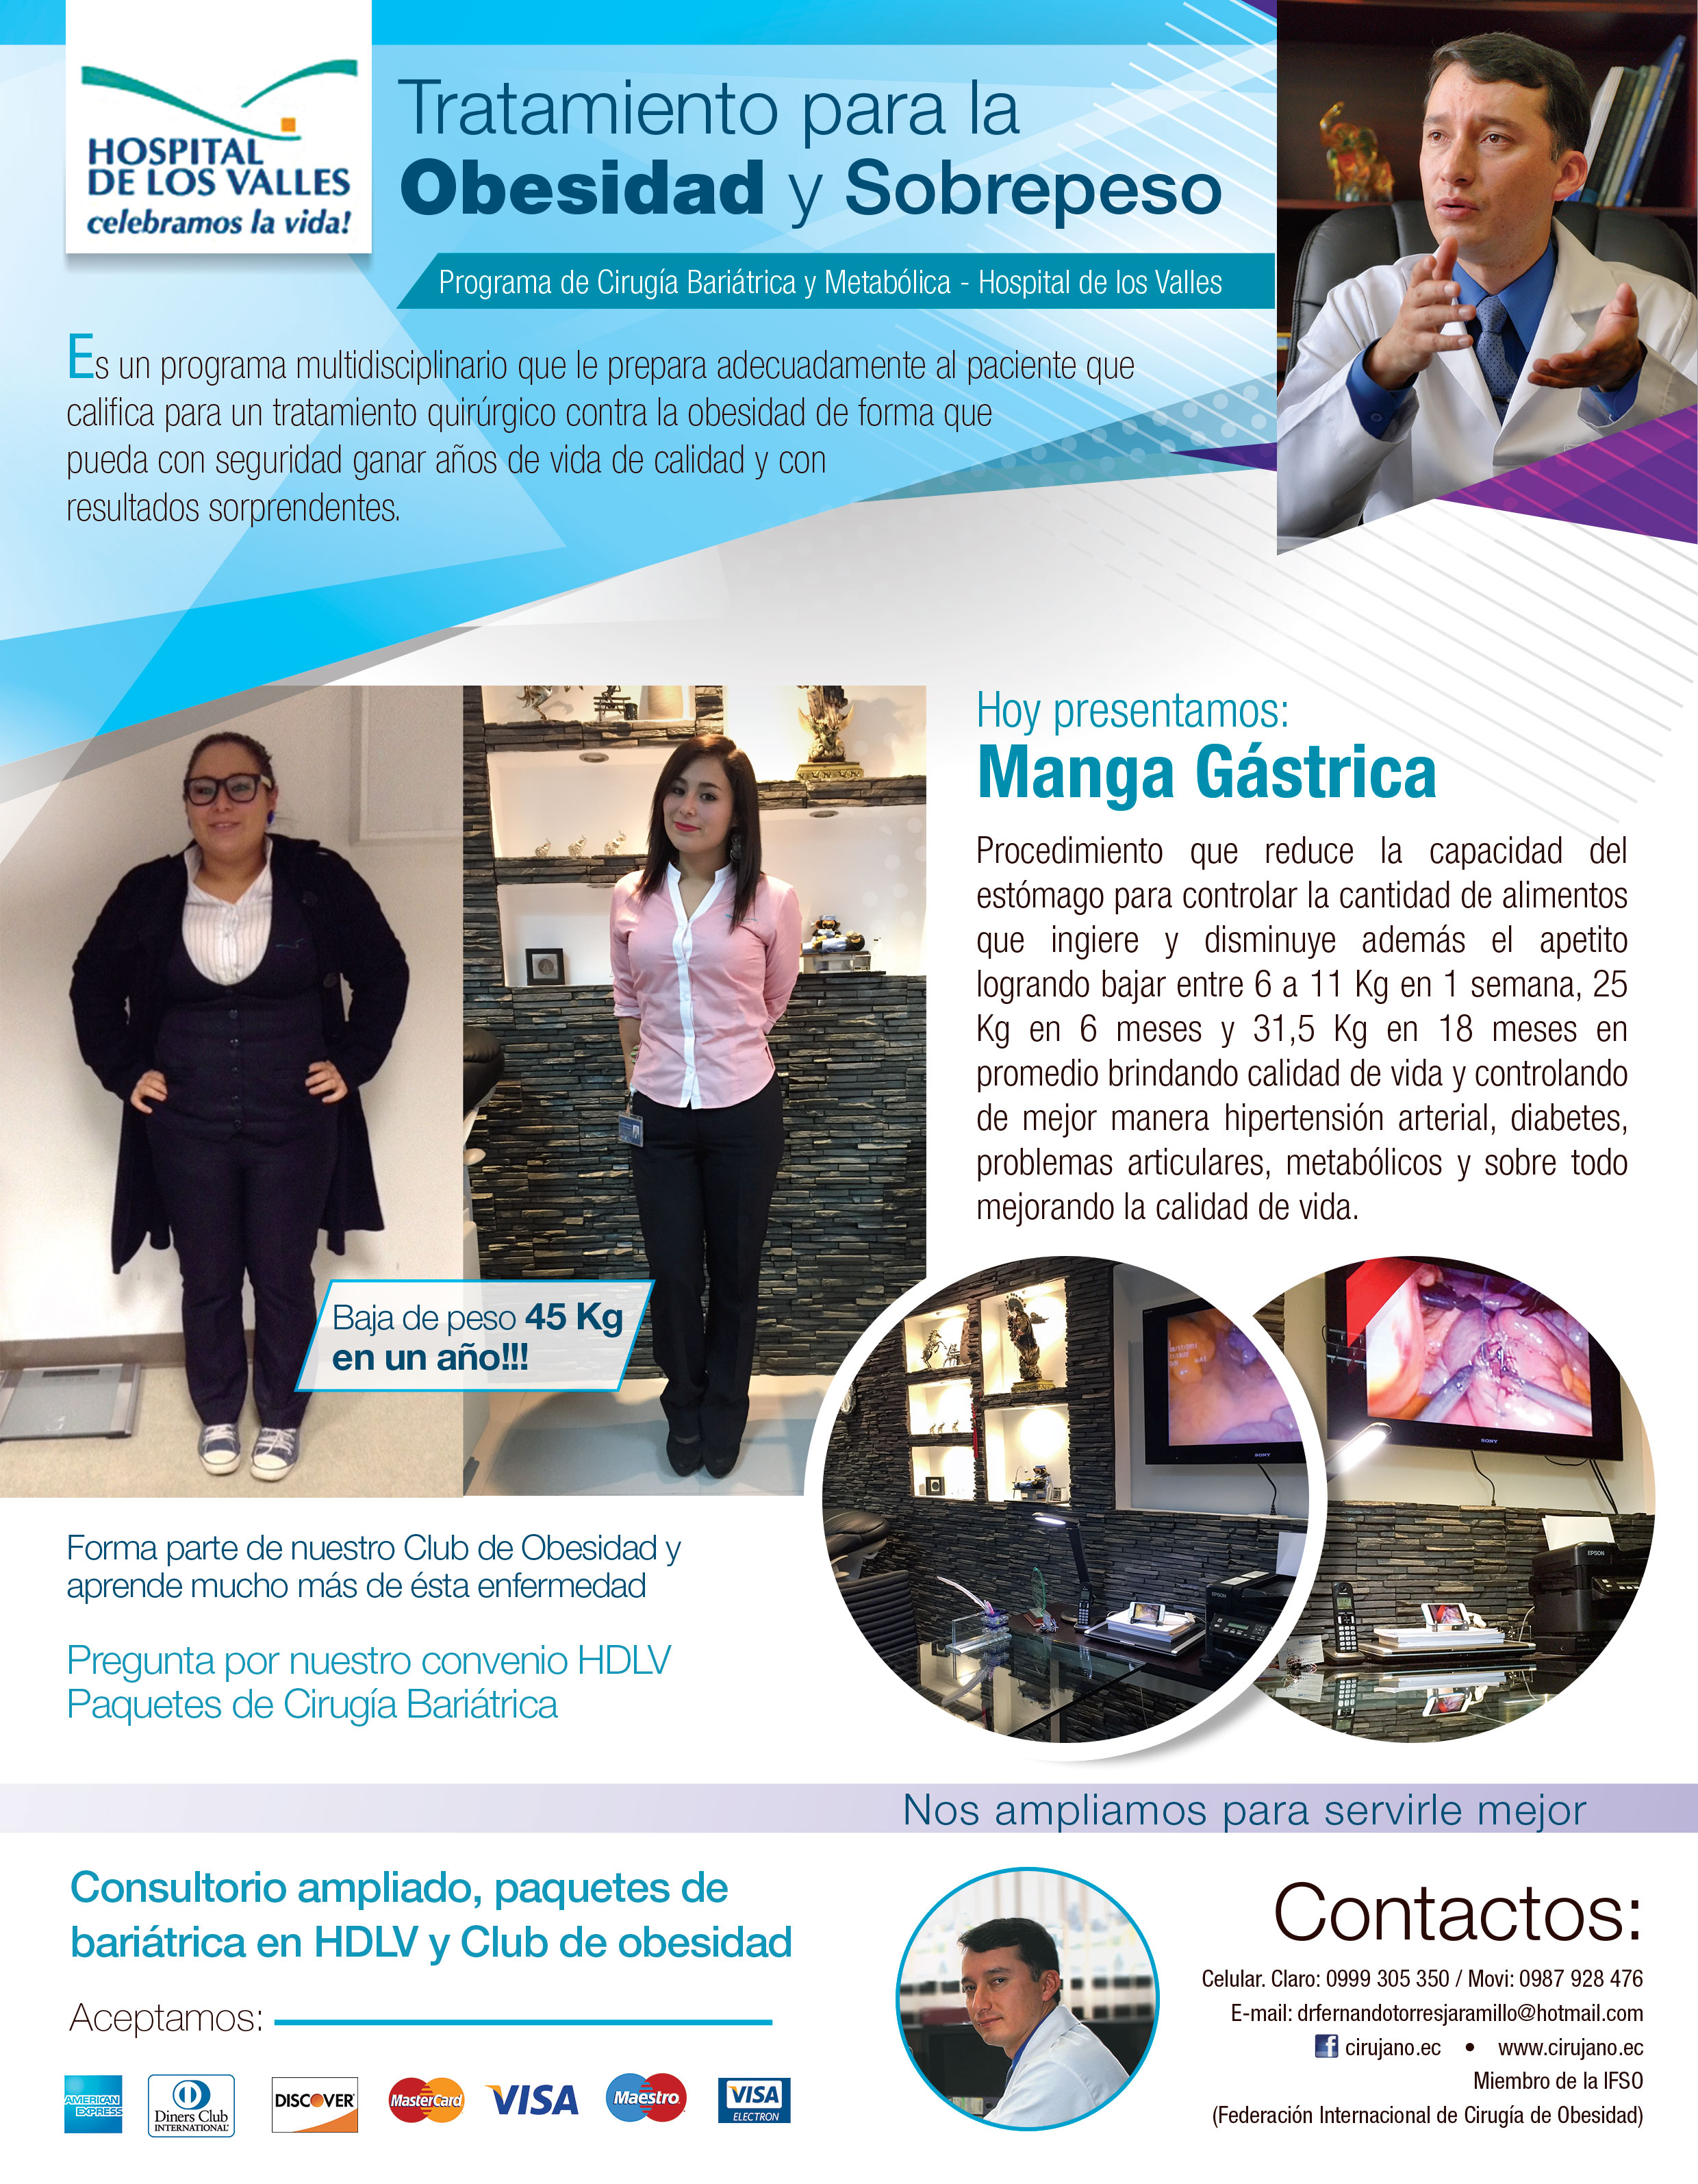 HOSPITAL
DE LOS VALLES
celebramos la vida!
Tratamiento para la
Obesidad y Sobrepeso
Programa de Cirugía Bariátrica y Metabólica - Hospital de los Valles
Es un programa multidisciplinario que le prepara adecuadamente al paciente que
califica para un tratamiento quirúrgico contra la obesidad de forma que
pueda con seguridad ganar años de vida de calidad y con
resultados sorprendentes.
Hoy presentamos:
Manga Gástrica
Procedimiento que reduce la capacidad del
estómago para controlar la cantidad de alimentos
que ingiere y disminuye además el apetito
logrando bajar entre 6 a 11 Kg en 1 semana, 25
Kg en 6 meses y 31,5 Kg en 18 meses en
promedio brindando calidad de vida y controlando
de mejor manera hipertensión arterial, diabetes,
problemas articulares, metabólicos y sobre todo
mejorando la calidad de vida.
Baja de peso 45 Kg
en un año!!!
SONY
SONY
EPSON
Forma parte de nuestro Club de Obesidad y
aprende mucho más de ésta enfermedad
Pregunta por nuestro convenio HDLV
Paquetes de Cirugía Bariátrica
Nos ampliamos para servirle mejor
Consultorio ampliado, paquetes de
bariátrica en HDLV y Club de obesidad
Aceptamos:
AMERICAN
EXPRESS
Diners Club
INTERNATIONAL
DISCOVER
MasterCard
VISA
Maestro
VISA
ELECTRON
Contactos:
Celular. Claro: 0999 305 350 / Movi: 0987 928 476
E-mail: drfernandotorresjaramillo@hotmail.com
f cirujano.ec • www.cirujano.ec
Miembro de la IFSO
(Federación Internacional de Cirugía de Obesidad)